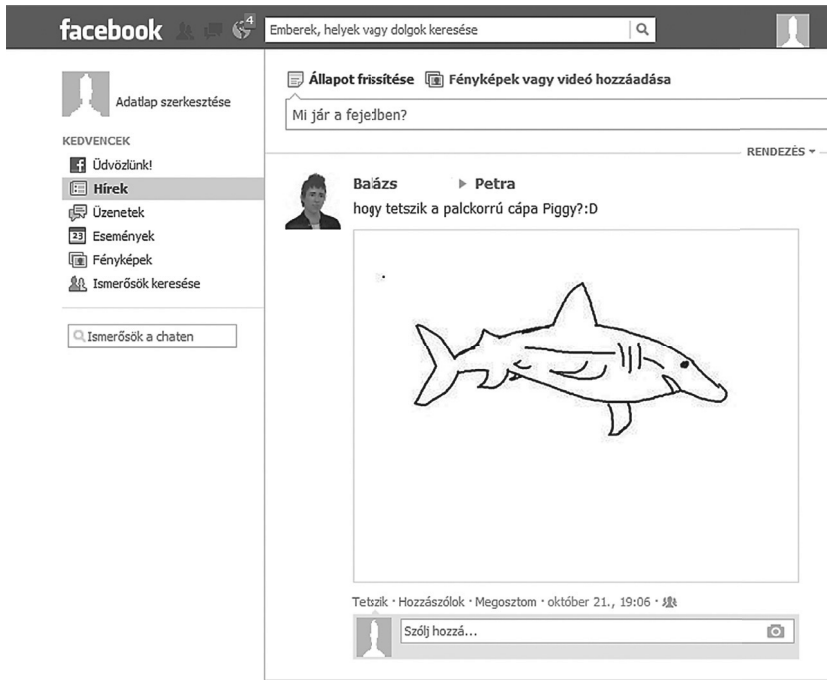 facebook
4
Emberek, helyek vagy dolgok keresése
Adatlap szerkesztése
KEDVENCEK
Üdvözlünk!
Hírek
Üzenetek
23 Események
Fényképek
Ismerősök keresése
Ismerősök a chaten
Állapot frissítése Fényképek vagy videó hozzáadása
Mi jár a fejedben?
RENDEZÉS
Balázs Petra
hogy tetszik a palckorrú cápa Piggy?:D
Tetszik · Hozzászólok · Megosztom · október 21., 19:06 ·
Szólj hozzá...